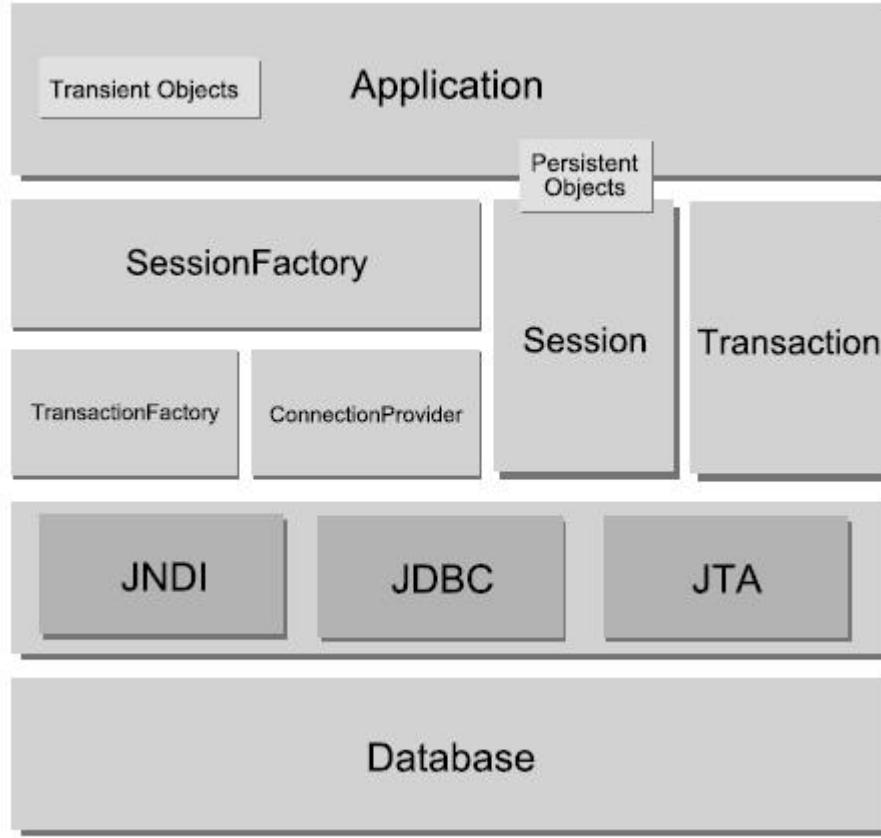 Transient Objects
Application
Persistent
Objects
SessionFactory
Session
Transaction
TransactionFactory
ConnectionProvider
JNDI
JDBC
JTA
Database